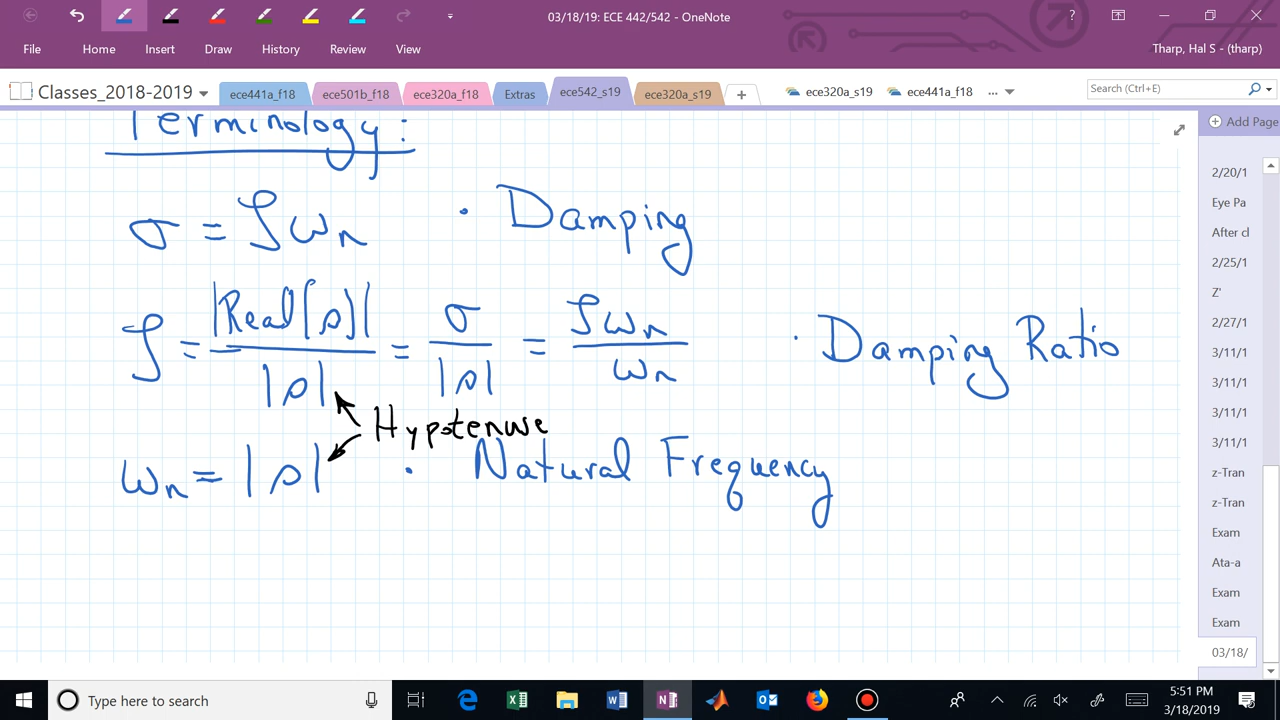 03/18/19: ECE 442/542 - OneNote
?
File Home Insert Draw History Review View
Tharp, Hal S - (tharp)
Classes_2018-2019 ece441a_f18 ece501b_f18 ece320a_f18 Extras ece542_s19 ece320a_s19 + ece320a_s19 ece441a_f18 ... Search (Ctrl+E)
Add Page
2/20/1
Eye Pa
After cl
2/25/1
Z'
2/27/1
3/11/1
3/11/1
3/11/1
3/11/1
z-Tran
z-Tran
Exam
Ata-a
Exam
Exam
03/18/
Terminology:
σ = ζωn · Damping
ζ = |Real[s]| / |s| = σ / |s| = ζωn / ωn · Damping Ratio
Hypotenuse
ωn = |s| · Natural Frequency
Type here to search
5:51 PM
3/18/2019